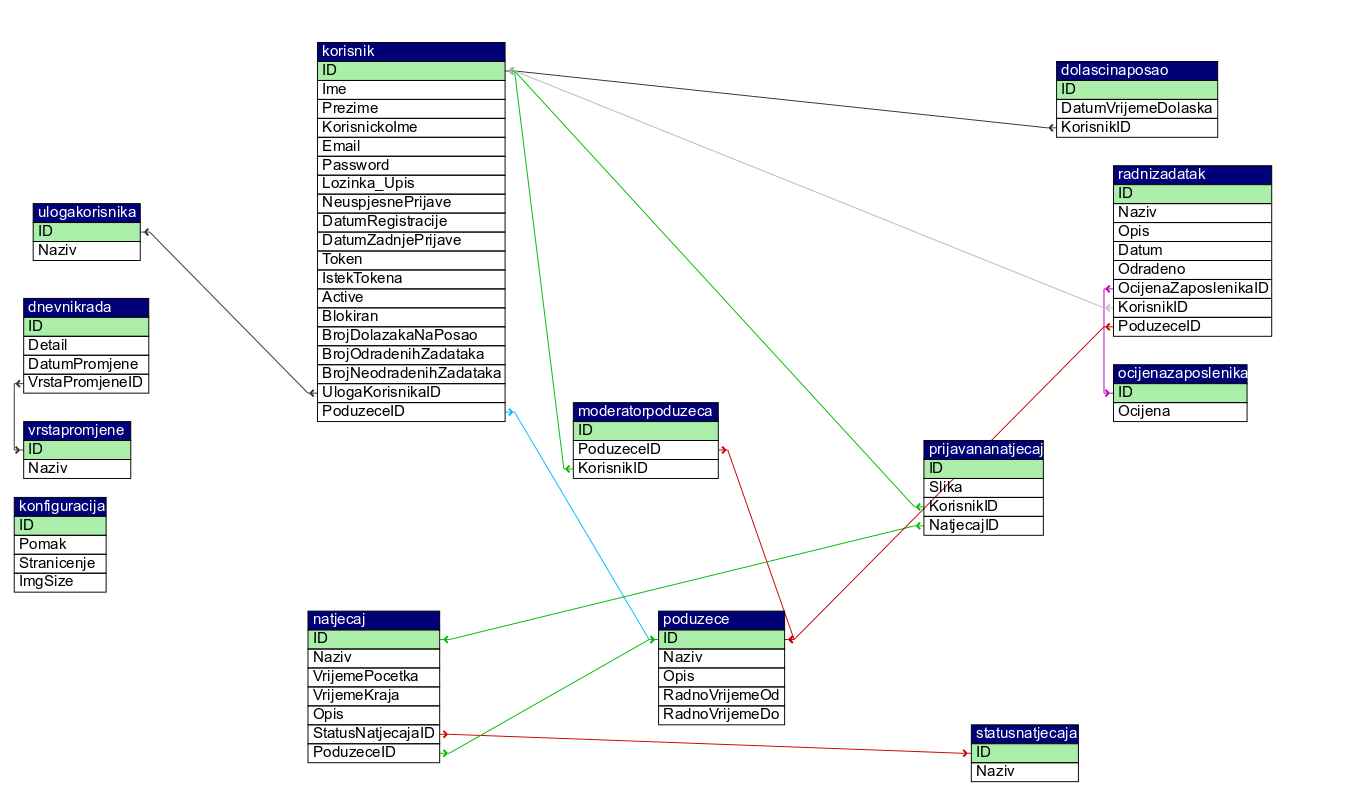 korisnik
ID
Ime
Prezime
KorisnickoIme
Email
Password
Lozinka_Upis
NeuspjesnePrijave
DatumRegistracije
DatumZadnjePrijave
Token
IstekTokena
Active
Blokiran
BrojDolazakaNaPosao
BrojOdradenihZadataka
BrojNeodradenihZadataka
UlogaKorisnikaID
PoduzeceID
dolascinaposao
ID
DatumVrijemeDolaska
KorisnikID
radnizadatak
ID
Naziv
Opis
Datum
Odradeno
OcijenaZaposlenikaID
KorisnikID
PoduzeceID
ulogakorisnika
ID
Naziv
dnevnikrada
ID
Detail
DatumPromjene
VrstaPromjeneID
ocijenazaposlenika
ID
Ocijena
moderatorpoduzeca
ID
PoduzeceID
KorisnikID
vrstapromjene
ID
Naziv
prijavananatjecaj
ID
Slika
KorisnikID
NatjecajID
konfiguracija
ID
Pomak
Stranicenje
ImgSize
natjecaj
ID
Naziv
VrijemePocetka
VrijemeKraja
Opis
StatusNatjecajaID
PoduzeceID
poduzece
ID
Naziv
Opis
RadnoVrijemeOd
RadnoVrijemeDo
statusnatjecaja
ID
Naziv